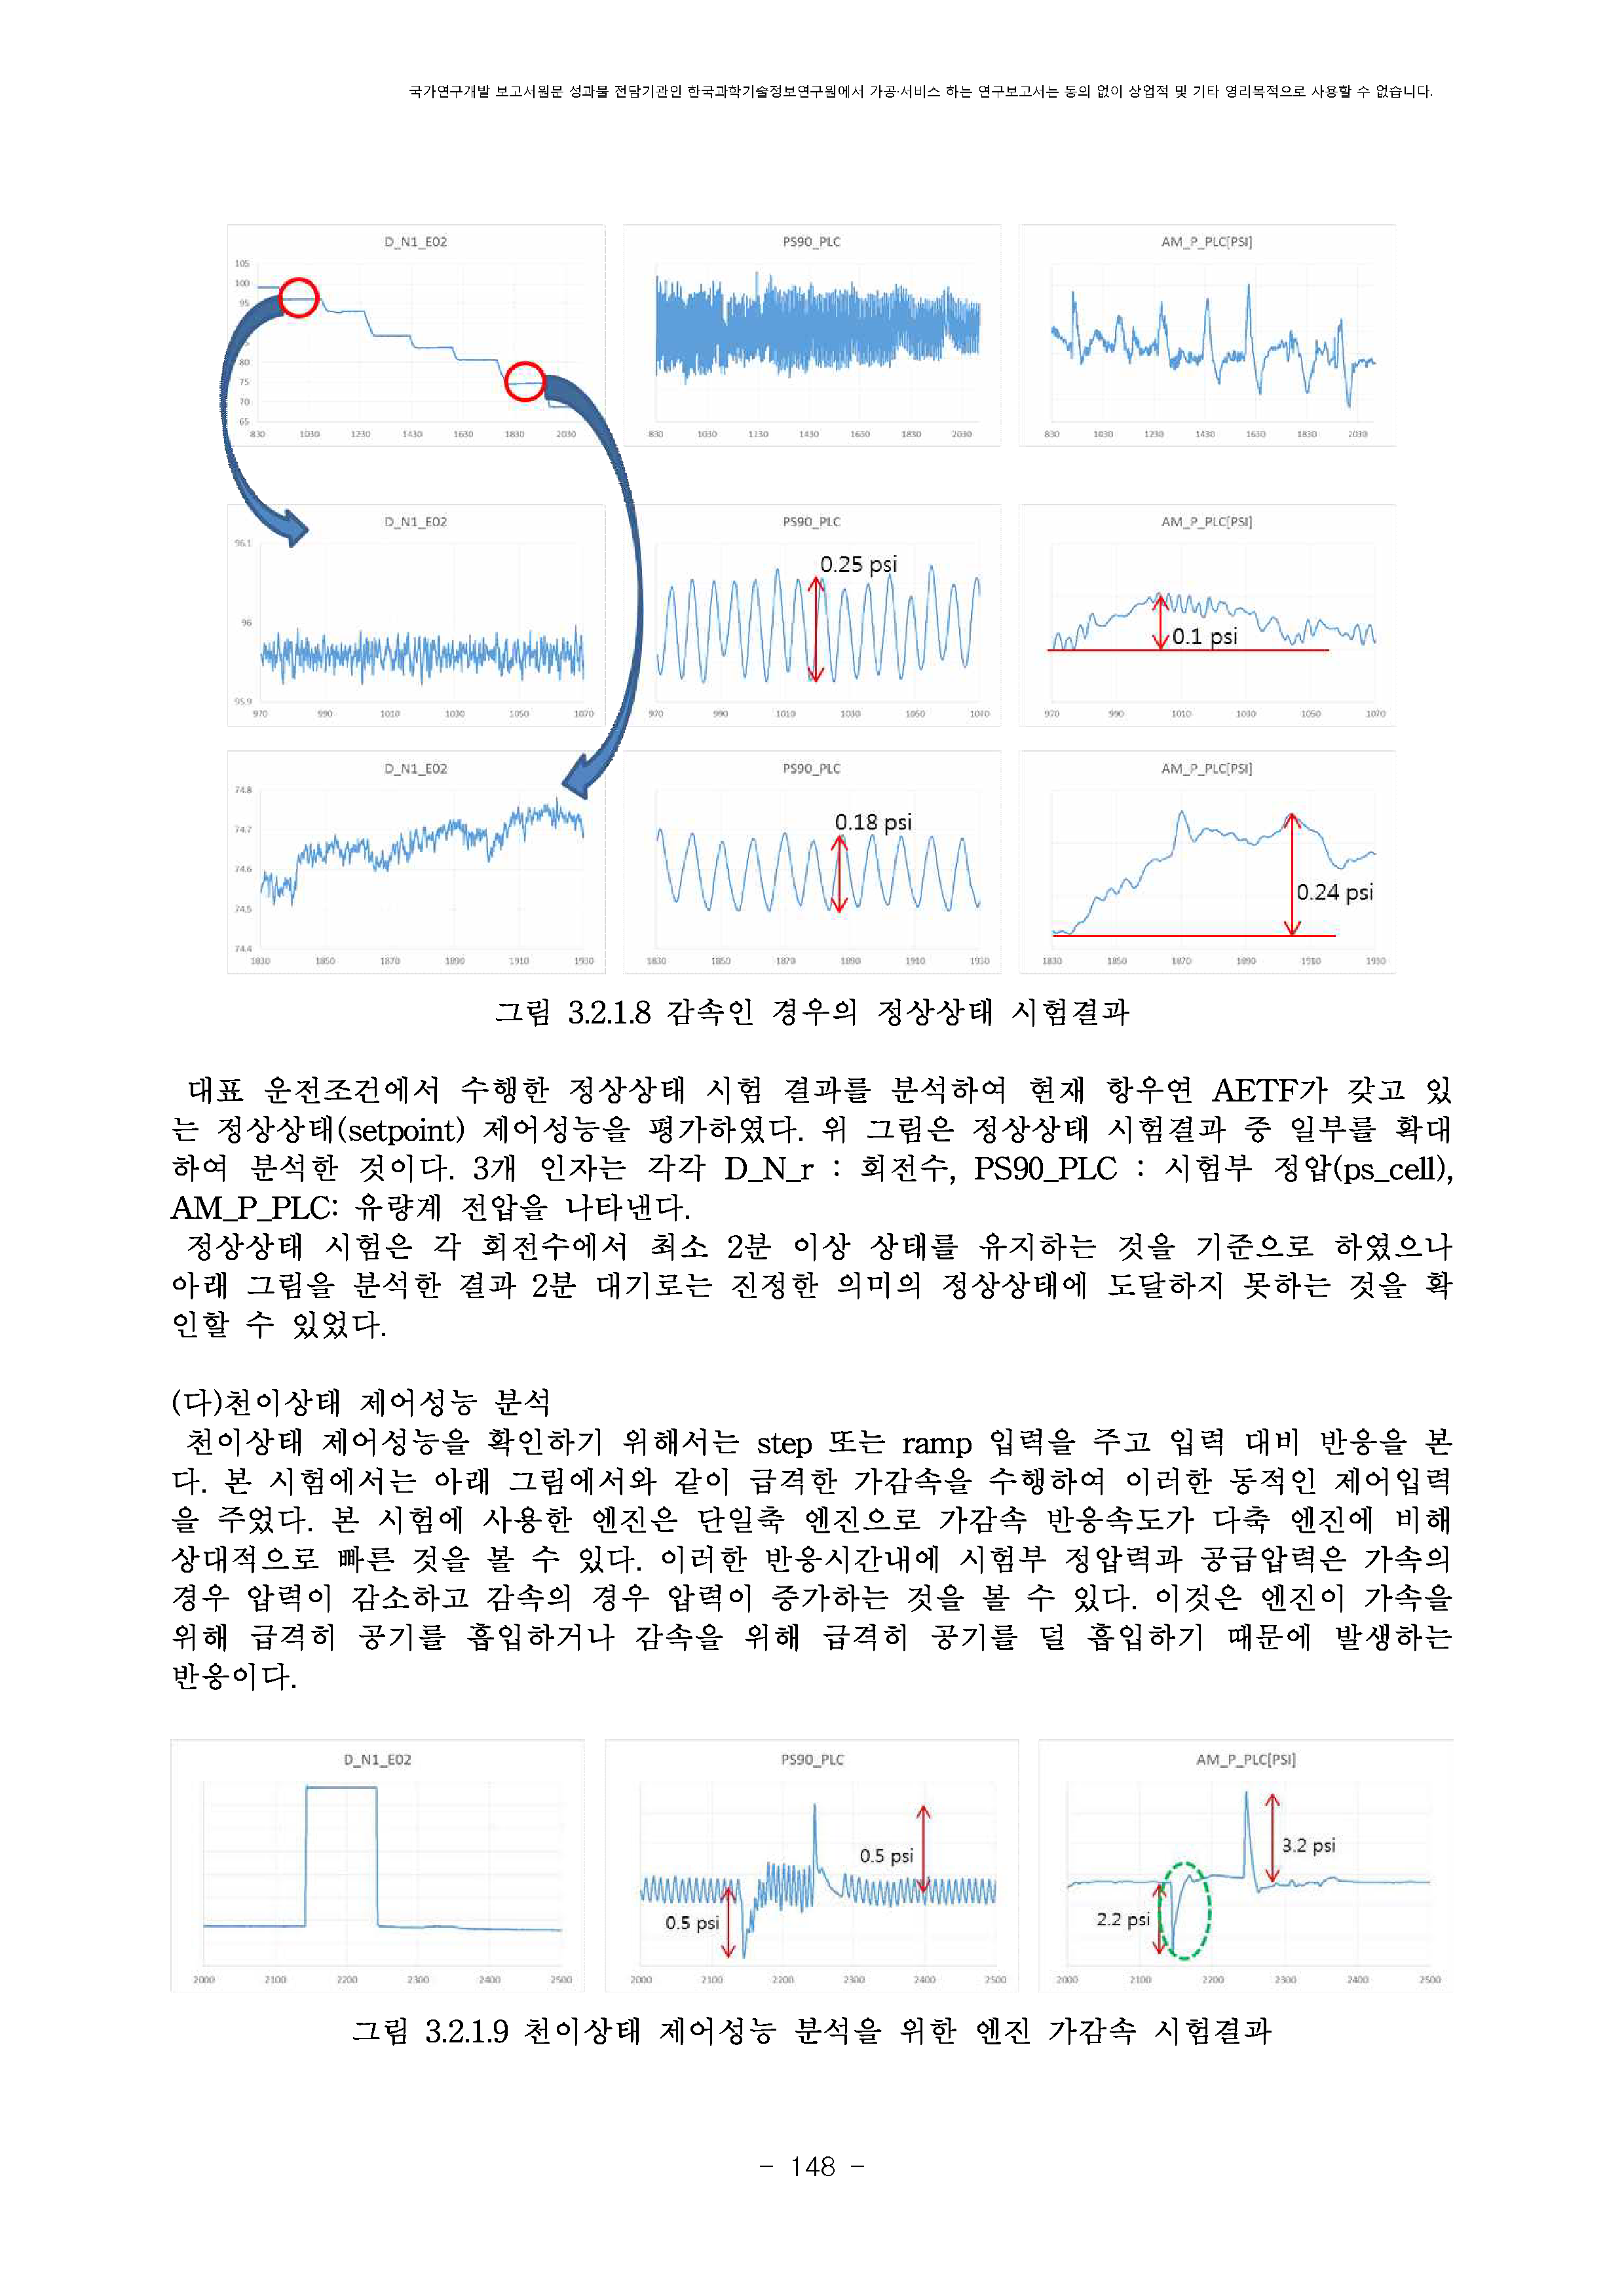 국가연구개발 보고서원문 성과물 전담기관인 한국과학기술정보연구원에서 가공·서비스 하는 연구보고서는 동의 없이 상업적 및 기타 영리목적으로 사용할 수 없습니다.
D_N1_E02
PS90_PLC
AM_P_PLC[PSI]
105
100
95
80
75
70
65
830 1030 1230 1430 1630 1830 2030
830 1030 1230 1430 1630 1830 2030
830 1030 1230 1430 1630 1830 2030
D_N1_E02
PS90_PLC
AM_P_PLC[PSI]
96.1
96
95.9
0.25 psi
0.1 psi
970 990 1010 1030 1050 1070
970 990 1010 1030 1050 1070
970 990 1010 1030 1050 1070
D_N1_E02
PS90_PLC
AM_P_PLC[PSI]
74.8
74.7
74.6
74.5
74.4
0.18 psi
0.24 psi
1830 1850 1870 1890 1910 1930
1830 1850 1870 1890 1910 1930
1830 1850 1870 1890 1910 1930
그림 3.2.1.8 감속인 경우의 정상상태 시험결과
대표 운전조건에서 수행한 정상상태 시험 결과를 분석하여 현재 항우연 AETF가 갖고 있
는 정상상태(setpoint) 제어성능을 평가하였다. 위 그림은 정상상태 시험결과 중 일부를 확대
하여 분석한 것이다. 3개 인자는 각각 D_N_r : 회전수, PS90_PLC : 시험부 정압(ps_cell),
AM_P_PLC: 유량계 전압을 나타낸다.
정상상태 시험은 각 회전수에서 최소 2분 이상 상태를 유지하는 것을 기준으로 하였으나
아래 그림을 분석한 결과 2분 대기로는 진정한 의미의 정상상태에 도달하지 못하는 것을 확
인할 수 있었다.
(다)천이상태 제어성능 분석
천이상태 제어성능을 확인하기 위해서는 step 또는 ramp 입력을 주고 입력 대비 반응을 본
다. 본 시험에서는 아래 그림에서와 같이 급격한 가감속을 수행하여 이러한 동적인 제어입력
을 주었다. 본 시험에 사용한 엔진은 단일축 엔진으로 가감속 반응속도가 다축 엔진에 비해
상대적으로 빠른 것을 볼 수 있다. 이러한 반응시간내에 시험부 정압력과 공급압력은 가속의
경우 압력이 감소하고 감속의 경우 압력이 증가하는 것을 볼 수 있다. 이것은 엔진이 가속을
위해 급격히 공기를 흡입하거나 감속을 위해 급격히 공기를 덜 흡입하기 때문에 발생하는
반응이다.
D_N1_E02
PS90_PLC
AM_P_PLC[PSI]
0.5 psi
0.5 psi
3.2 psi
2.2 psi
2000 2100 2200 2300 2400 2500
2000 2100 2200 2300 2400 2500
2000 2100 2200 2300 2400 2500
그림 3.2.1.9 천이상태 제어성능 분석을 위한 엔진 가감속 시험결과
- 148 -